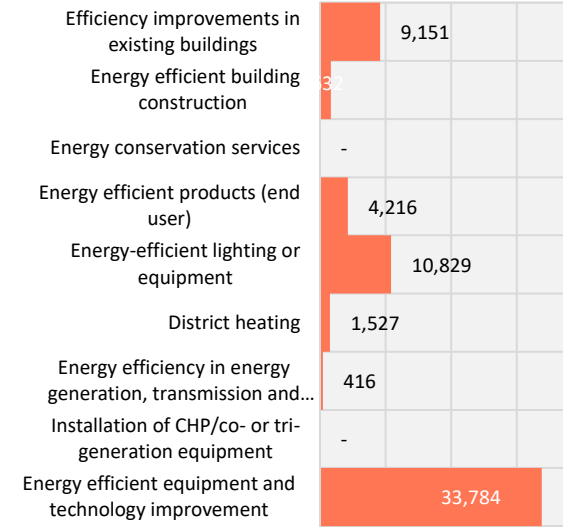 Efficiency improvements in
existing buildings
9,151
Energy efficient building
construction
Energy conservation services
-
Energy efficient products (end
user)
4,216
Energy-efficient lighting or
equipment
10,829
District heating
1,527
Energy efficiency in energy
generation, transmission and...
416
Installation of CHP/co- or tri-
generation equipment
-
Energy efficient equipment and
technology improvement
33,784